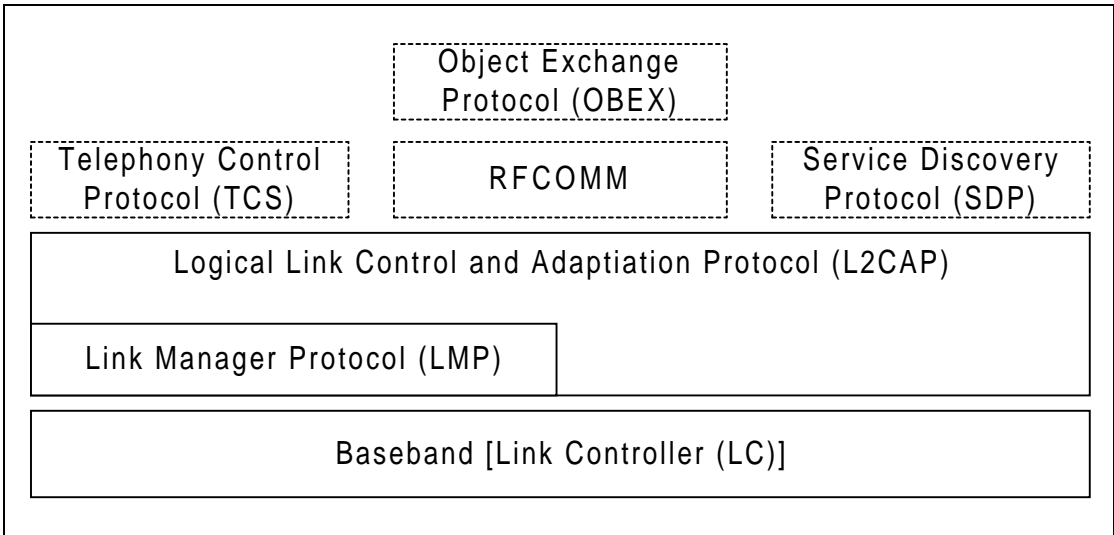 Object Exchange
Protocol (OBEX)
Telephony Control
Protocol (TCS)
RFCOMM
Service Discovery
Protocol (SDP)
Logical Link Control and Adaptiation Protocol (L2CAP)
Link Manager Protocol (LMP)
Baseband [Link Controller (LC)]